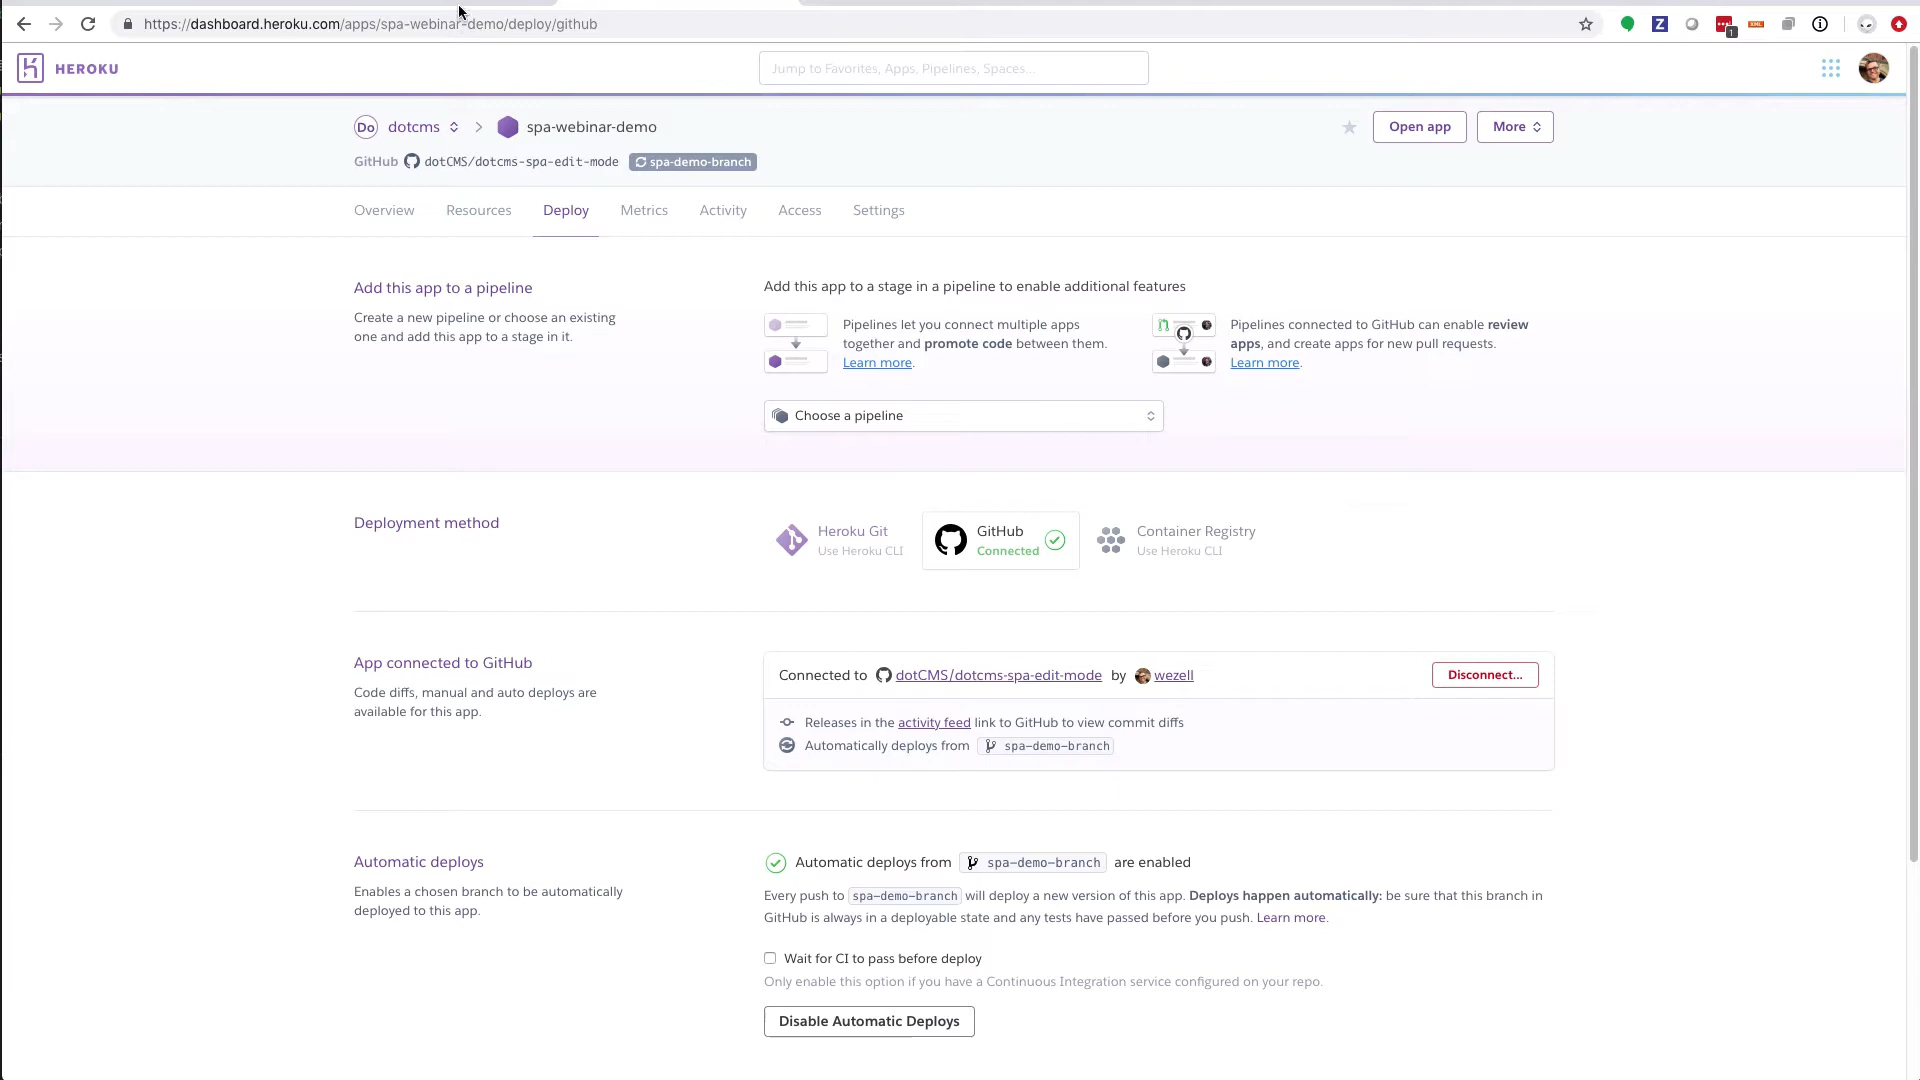 https://dashboard.heroku.com/apps/spa-webinar-demo/deploy/github
1
HEROKU
Jump to Favorites, Apps, Pipelines, Spaces...
Do dotcms > spa-webinar-demo
Open app
More
GitHub dotCMS/dotcms-spa-edit-mode spa-demo-branch
Overview Resources Deploy Metrics Activity Access Settings
Add this app to a pipeline
Create a new pipeline or choose an existing
one and add this app to a stage in it.
Add this app to a stage in a pipeline to enable additional features
Pipelines let you connect multiple apps
together and promote code between them.
Learn more.
Pipelines connected to GitHub can enable review
apps, and create apps for new pull requests.
Learn more.
Choose a pipeline
Deployment method
Heroku Git
Use Heroku CLI
GitHub
Connected
Container Registry
Use Heroku CLI
App connected to GitHub
Code diffs, manual and auto deploys are
available for this app.
Connected to dotCMS/dotcms-spa-edit-mode by wezell
Disconnect...
Releases in the activity feed link to GitHub to view commit diffs
Automatically deploys from spa-demo-branch
Automatic deploys
Enables a chosen branch to be automatically
deployed to this app.
Automatic deploys from spa-demo-branch are enabled
Every push to spa-demo-branch will deploy a new version of this app. Deploys happen automatically: be sure that this branch in
GitHub is always in a deployable state and any tests have passed before you push. Learn more.
Wait for CI to pass before deploy
Only enable this option if you have a Continuous Integration service configured on your repo.
Disable Automatic Deploys